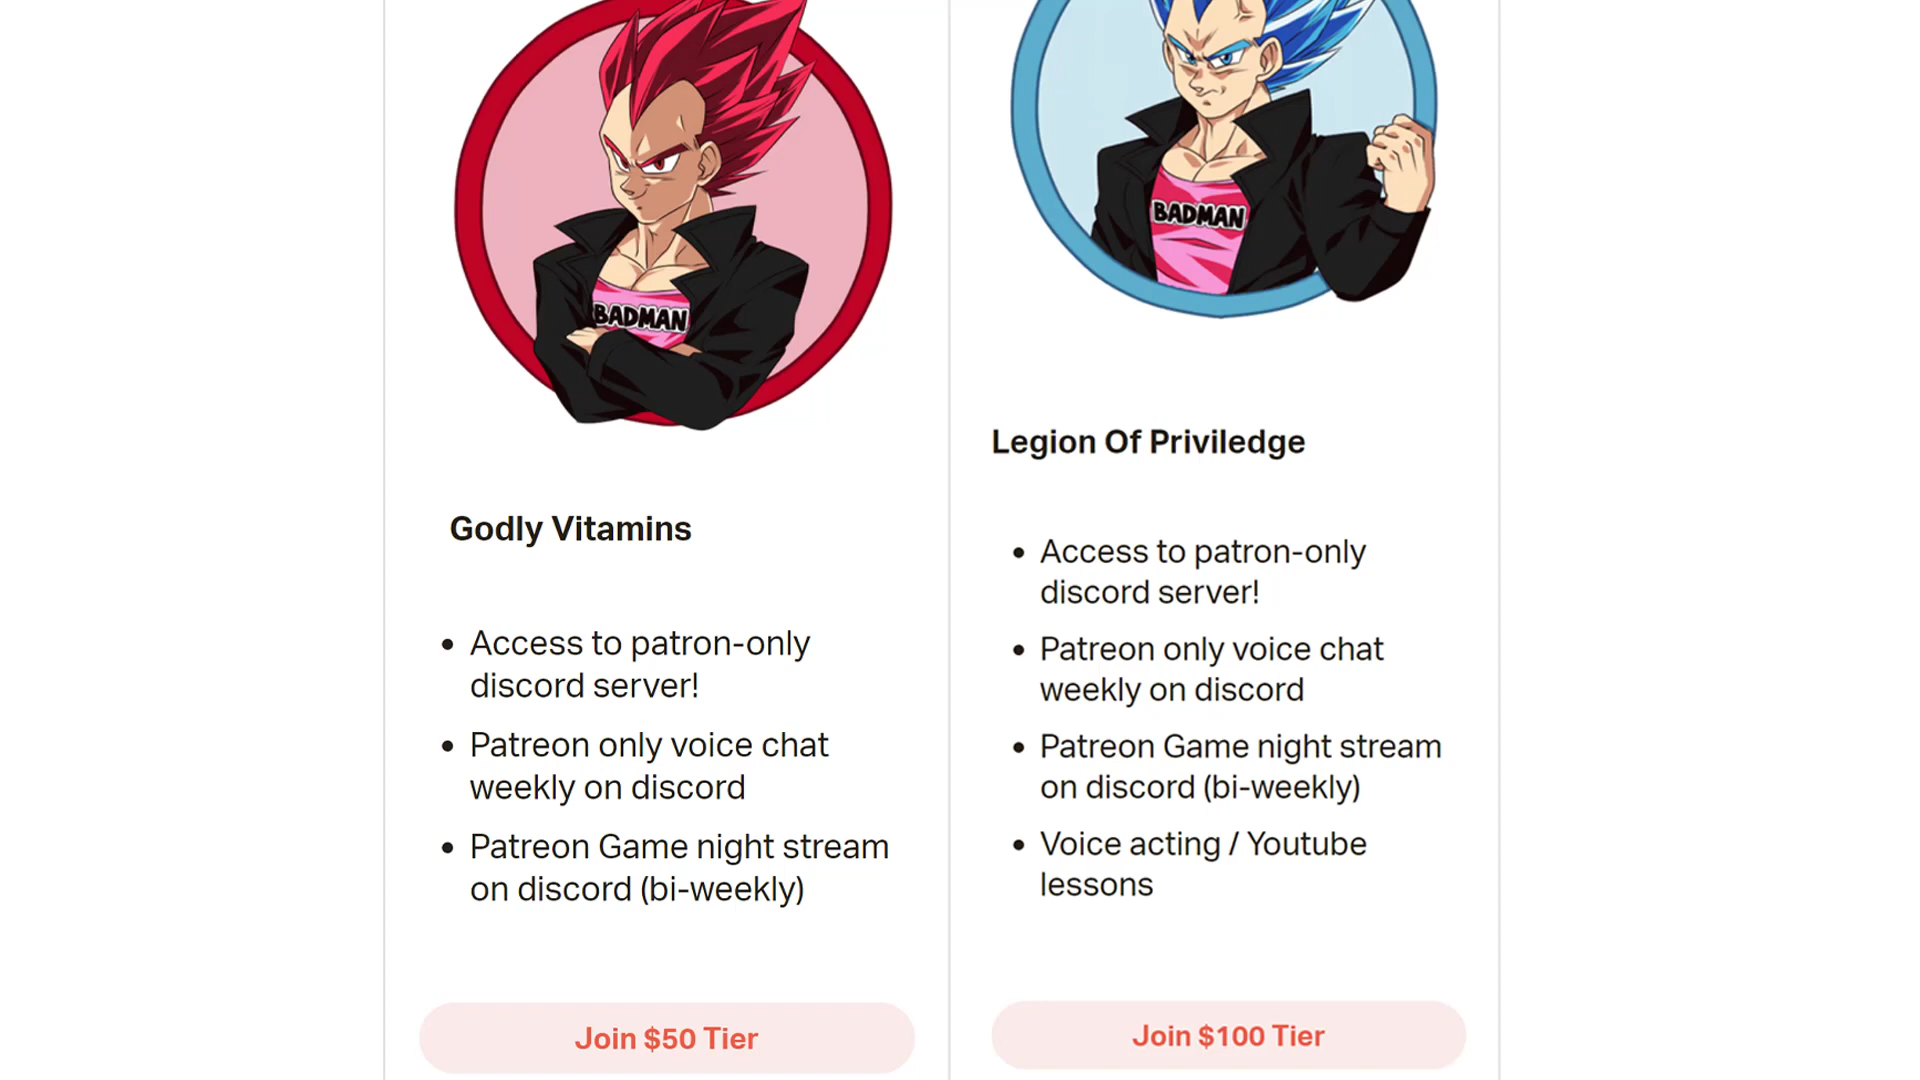 BADMAN
Godly Vitamins
Access to patron-only
discord server!
Patreon only voice chat
weekly on discord
Patreon Game night stream
on discord (bi-weekly)
Join $50 Tier
BADMAN
Legion Of Priviledge
Access to patron-only
discord server!
Patreon only voice chat
weekly on discord
Patreon Game night stream
on discord (bi-weekly)
Voice acting / Youtube
lessons
Join $100 Tier